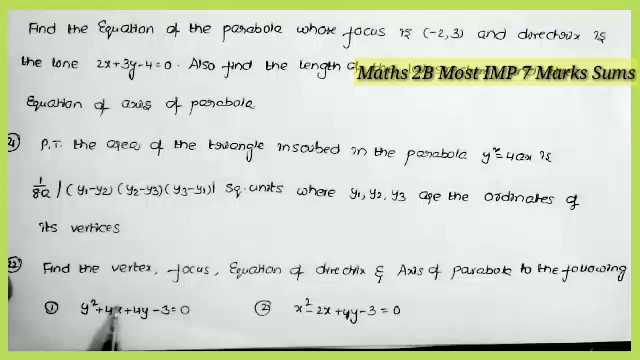 Find the Equation of the parabola whose focus is (-2,3) and directrix is
the line 2x+3y-4=0. Also find the length of the
Maths 2B Most IMP 7 Marks Sums
Equation of axis of parabola
21 P.T. the area of the triangle inscribed in the parabola y²=4ax is
1/8a |(y1-y2)(y2-y3)(y3-y1)| sq.units where y1, y2, y3 are the ordinates of
its vertices
22 Find the vertex, focus, Equation of directrix & Axis of parabola to the following
① y²+4x+4y-3=0 ② x²-2x+4y-3=0